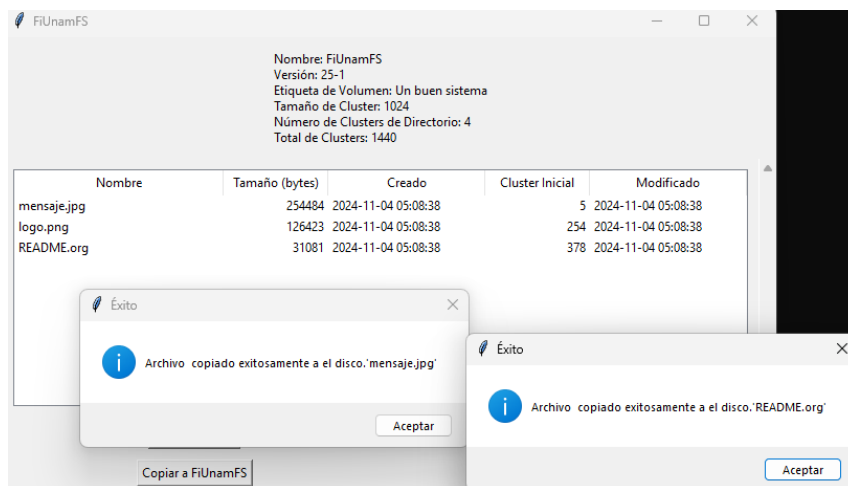 FiUnamFS
Nombre: FiUnamFS
Versión: 25-1
Etiqueta de Volumen: Un buen sistema
Tamaño de Cluster: 1024
Número de Clusters de Directorio: 4
Total de Clusters: 1440
Nombre Tamaño (bytes) Creado Cluster Inicial Modificado
mensaje.jpg 254484 2024-11-04 05:08:38 5 2024-11-04 05:08:38
logo.png 126423 2024-11-04 05:08:38 254 2024-11-04 05:08:38
README.org 31081 2024-11-04 05:08:38 378 2024-11-04 05:08:38
Éxito
Archivo copiado exitosamente a el disco.'mensaje.jpg'
Aceptar
Éxito
Archivo copiado exitosamente a el disco.'README.org'
Aceptar
Copiar a FiUnamFS